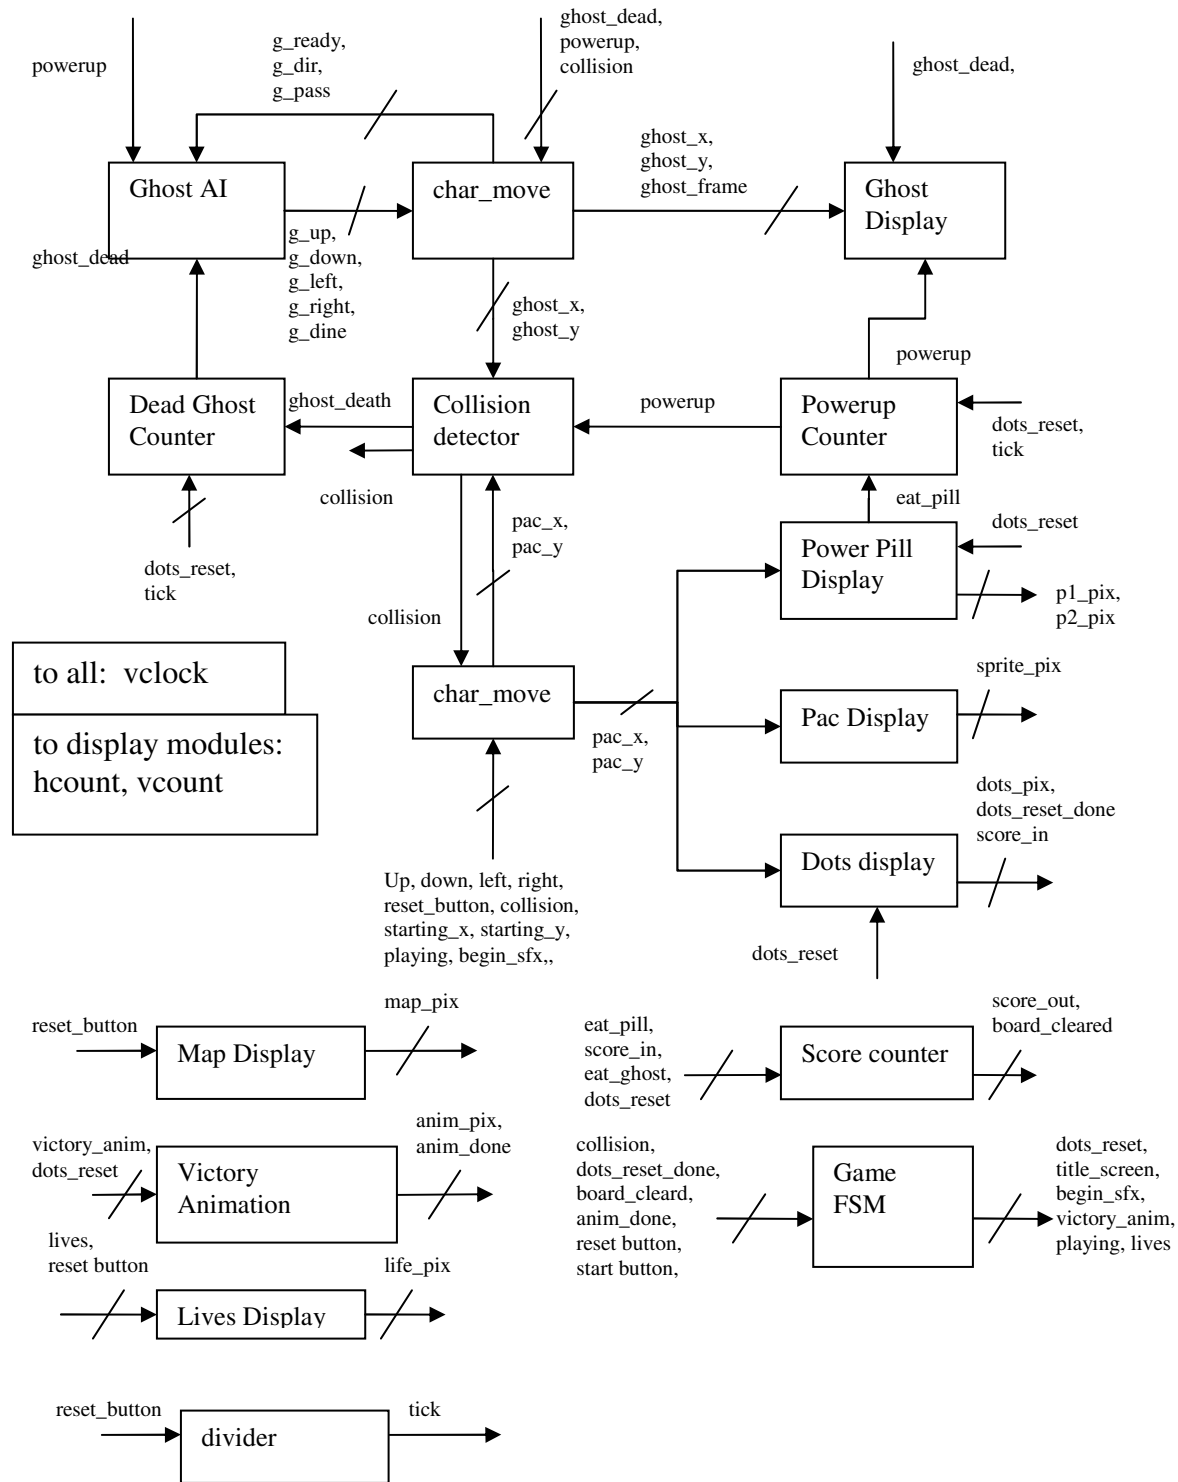 powerup
g_ready,
g_dir,
g_pass
ghost_dead,
powerup,
collision
ghost_dead,
Ghost AI
char_move
ghost_x,
ghost_y,
ghost_frame
Ghost
Display
ghost_dead
g_up,
g_down,
g_left,
g_right,
g_dine
ghost_x,
ghost_y
powerup
Dead Ghost
Counter
ghost_death
Collision
detector
powerup
Powerup
Counter
dots_reset,
tick
collision
eat_pill
pac_x,
pac_y
Power Pill
Display
dots_reset
dots_reset,
tick
p1_pix,
p2_pix
collision
to all:  vclock
to display modules:
hcount, vcount
char_move
pac_x,
pac_y
sprite_pix
Pac Display
dots_pix,
dots_reset_done
score_in
Dots display
Up, down, left, right,
reset_button, collision,
starting_x, starting_y,
playing, begin_sfx,,
dots_reset
reset_button
Map Display
map_pix
eat_pill,
score_in,
eat_ghost,
dots_reset
Score counter
score_out,
board_cleared
victory_anim,
dots_reset
Victory
Animation
anim_pix,
anim_done
collision,
dots_reset_done,
board_cleard,
anim_done,
reset button,
start button,
Game
FSM
dots_reset,
title_screen,
begin_sfx,
victory_anim,
playing, lives
lives,
reset button
Lives Display
life_pix
reset_button
divider
tick